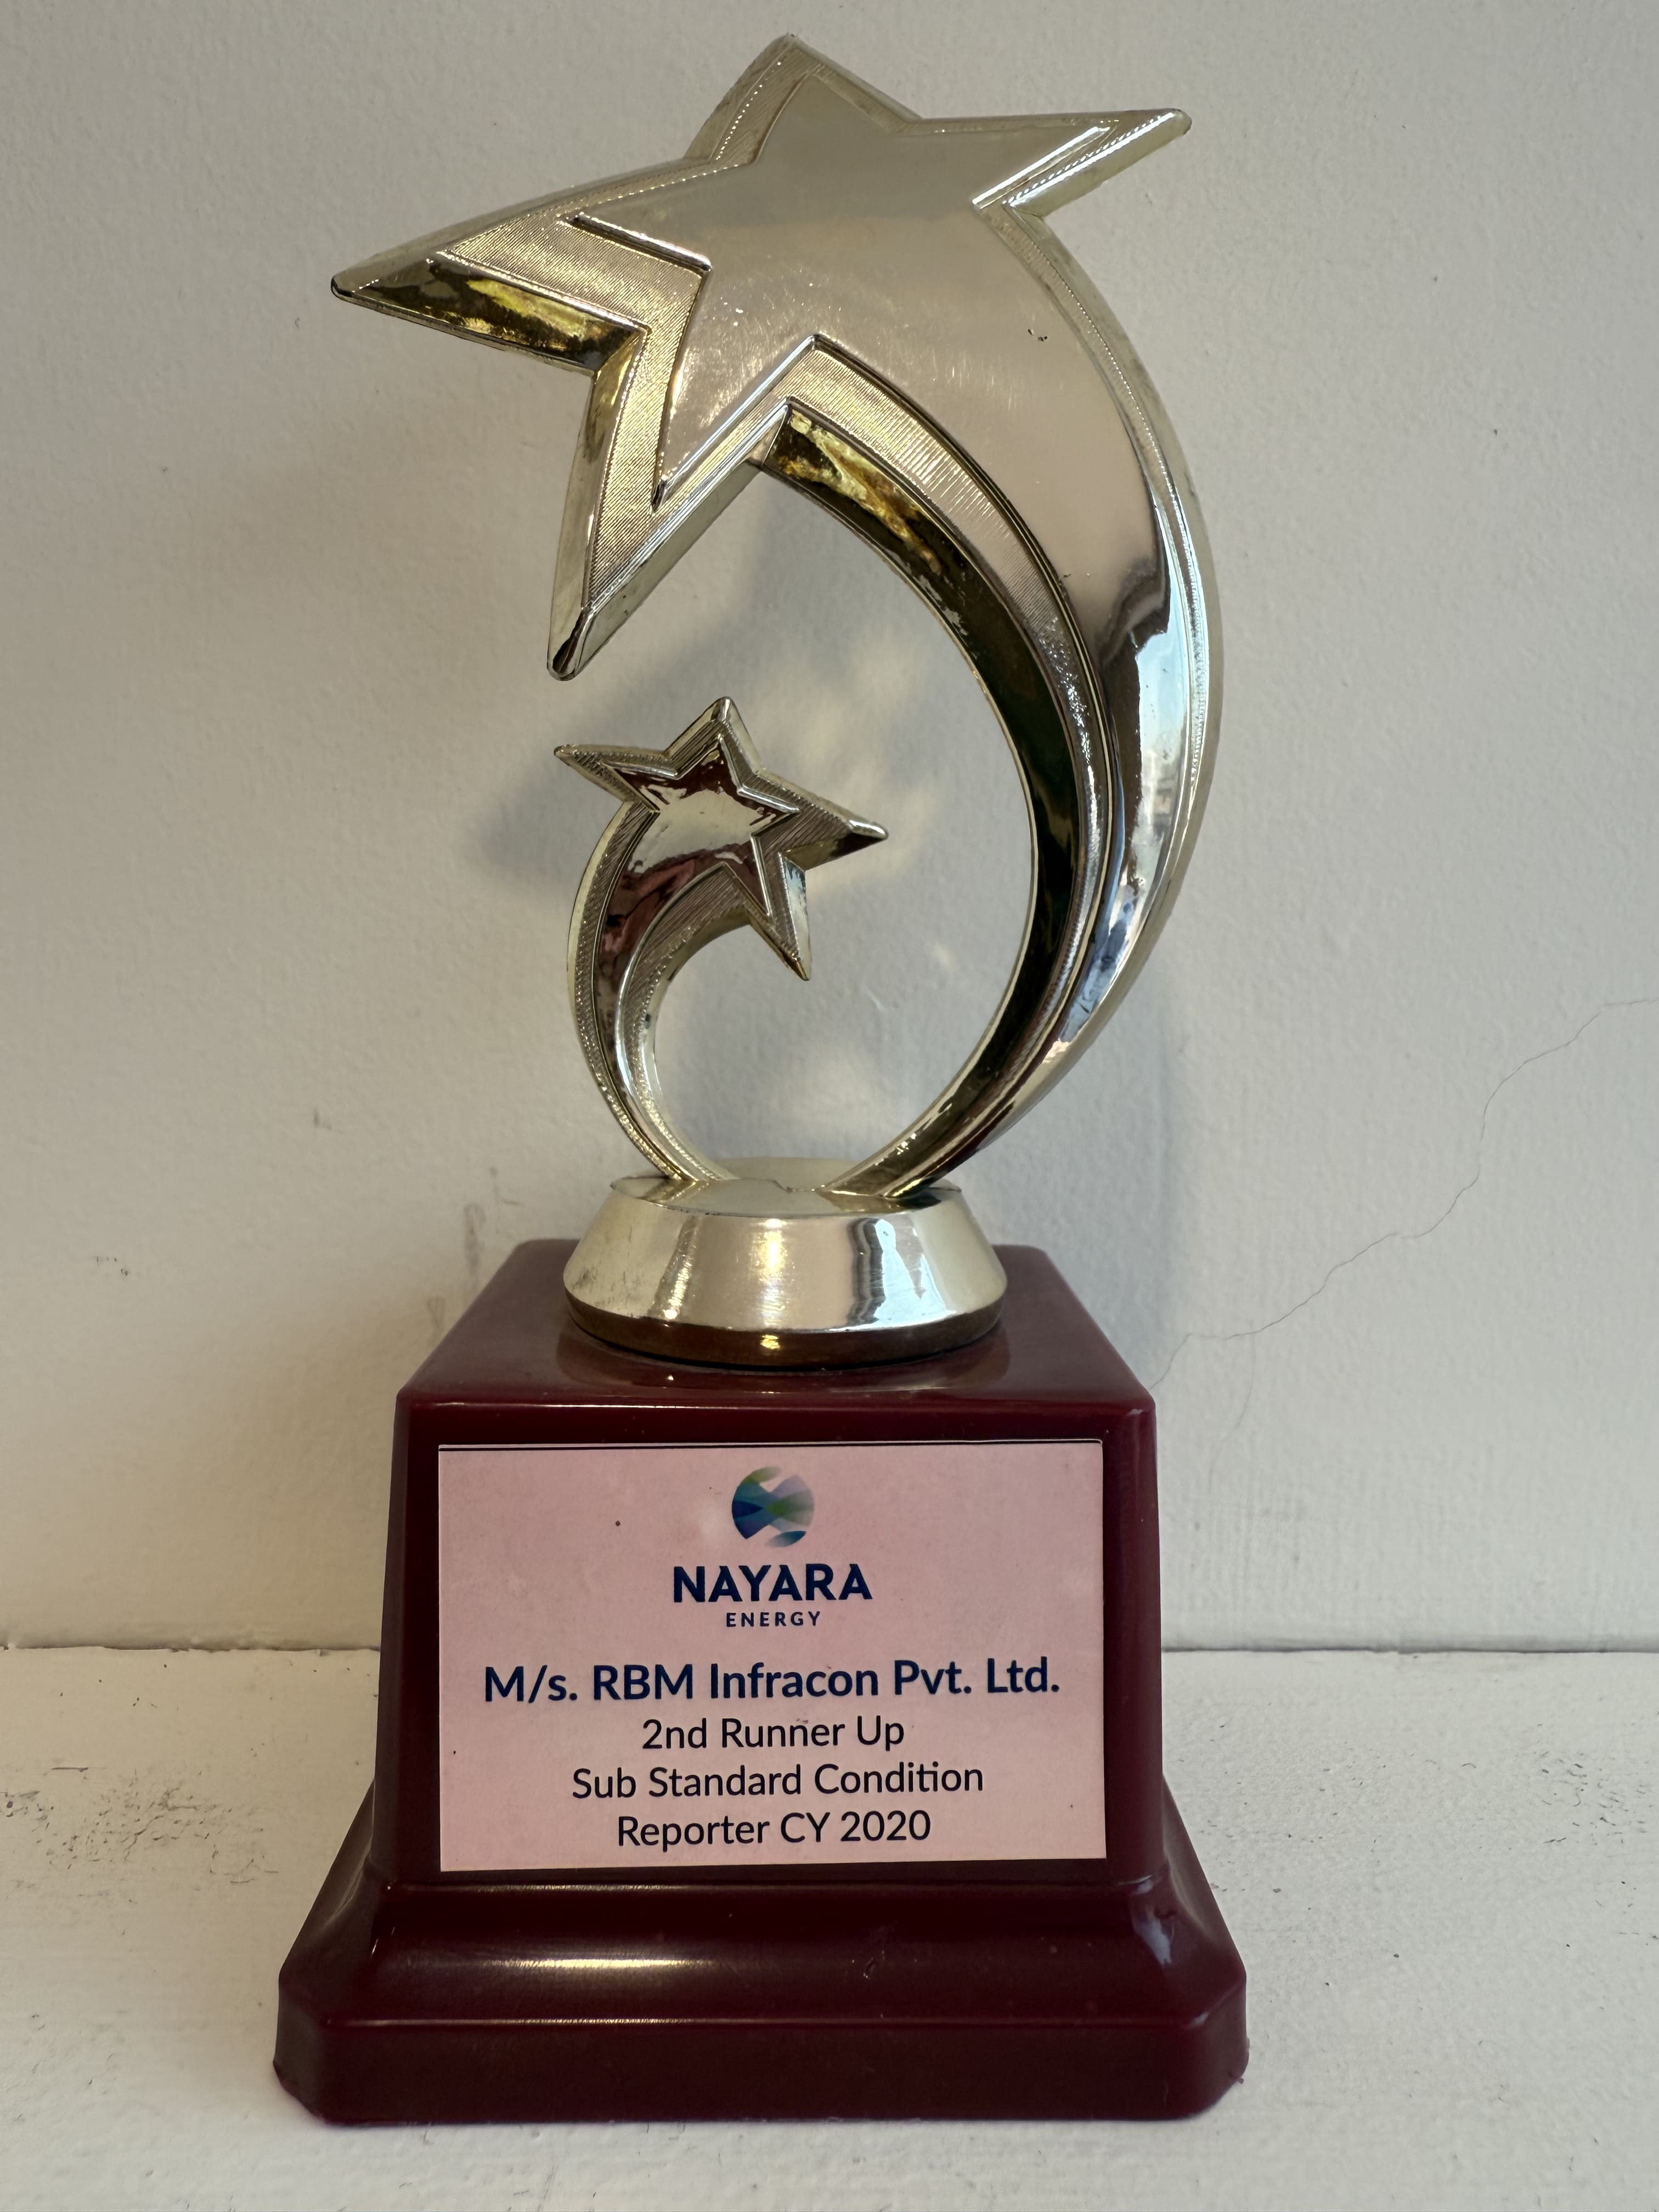 NAYARA
ENERGY
M/s. RBM Infracon Pvt. Ltd.
2nd Runner Up
Sub Standard Condition
Reporter CY 2020